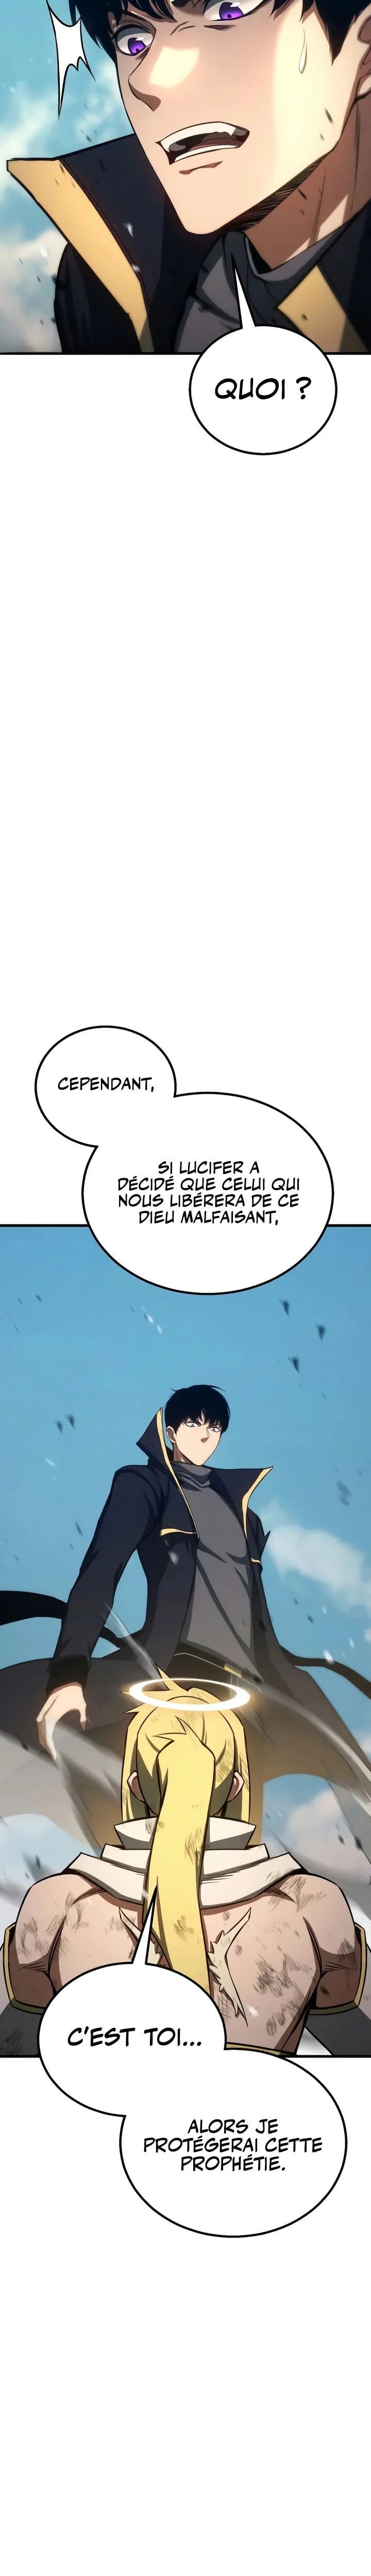 QUOI ?
CEPENDANT,
SI LUCIFER A
DÉCIDÉ QUE CELUI QUI
NOUS LIBÉRERA DE CE
DIEU MALFAISANT,
C'EST TOI...
ALORS JE
PROTÉGERAI CETTE
PROPHÉTIE.